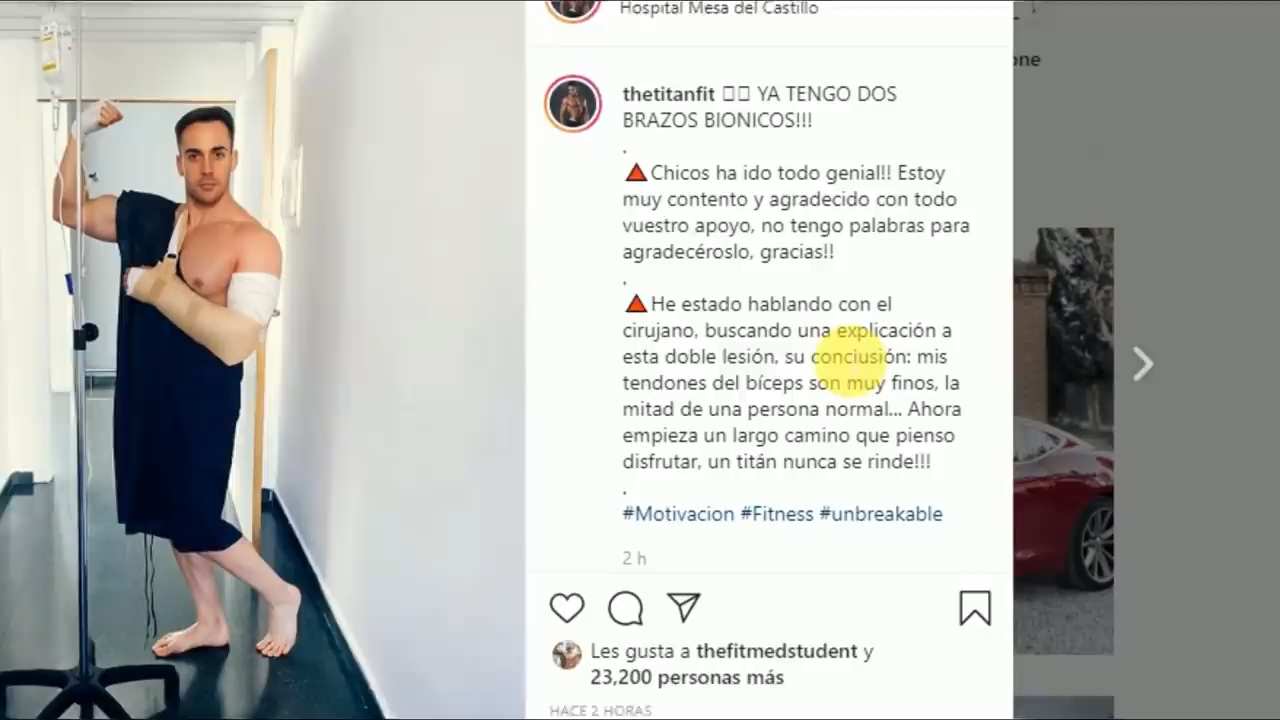 Hospital Mesa del Castillo
one
thetitanfit YA TENGO DOS
BRAZOS BIONICOS!!!
.
🔺Chicos ha ido todo genial!! Estoy
muy contento y agradecido con todo
vuestro apoyo, no tengo palabras para
agradecéroslo, gracias!!
.
🔺He estado hablando con el
cirujano, buscando una explicación a
esta doble lesión, su conclusión: mis
tendones del bíceps son muy finos, la
mitad de una persona normal... Ahora
empieza un largo camino que pienso
disfrutar, un titán nunca se rinde!!!
.
#Motivacion #Fitness #unbreakable
2 h
Les gusta a thefitmedstudent y
23,200 personas más
HACE 2 HORAS